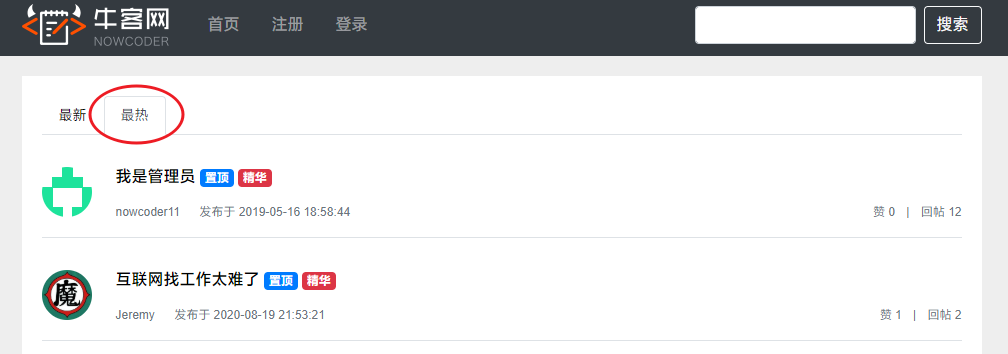 牛客网 首页 注册 登录 搜索
NOWCODER
最新 最热
我是管理员 置顶 精华
nowcoder11 发布于 2019-05-16 18:58:44 赞 0 | 回帖 12
互联网找工作太难了 置顶 精华
魔
Jeremy 发布于 2020-08-19 21:53:21 赞 1 | 回帖 2